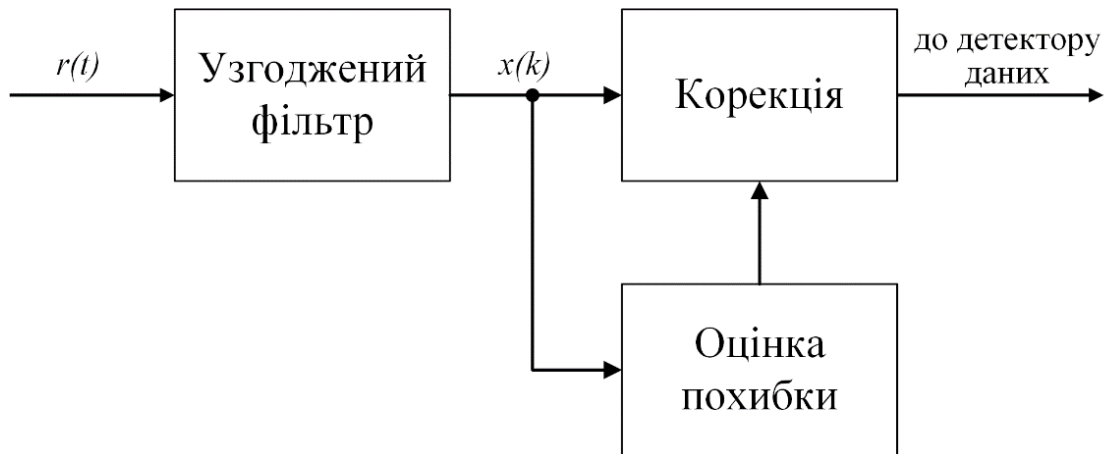 r(t)
Узгоджений
фільтр
x(k)
Корекція
до детектору
даних
Оцінка
похибки